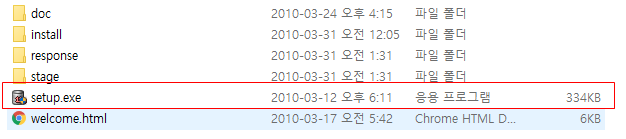 doc 2010-03-24 오후 4:15 파일 폴더
install 2010-03-31 오전 12:05 파일 폴더
response 2010-03-31 오전 1:31 파일 폴더
stage 2010-03-31 오전 1:31 파일 폴더
setup.exe 2010-03-12 오후 6:11 응용 프로그램 334KB
welcome.html 2010-03-17 오전 5:42 Chrome HTML D... 6KB